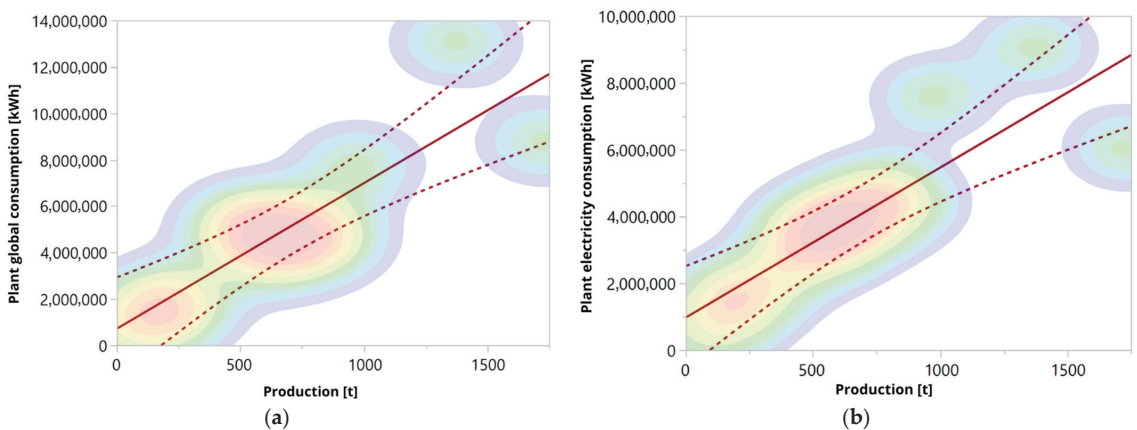 Plant global consumption [kWh]
14,000,000
12,000,000
10,000,000
8,000,000
6,000,000
4,000,000
2,000,000
0
0 500 1000 1500
Production [t]
(a)
Plant electricity consumption [kWh]
10,000,000
8,000,000
6,000,000
4,000,000
2,000,000
0
0 500 1000 1500
Production [t]
(b)